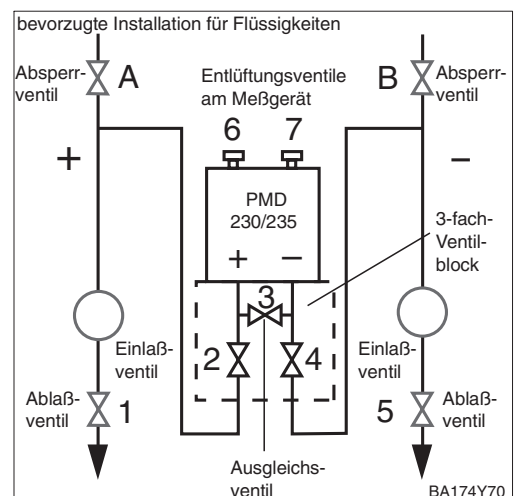 bevorzugte Installation für Flüssigkeiten
Absperr-
ventil
A
Entlüftungsventile
am Meßgerät
B
Absperr-
ventil
6
7
+
−
PMD
230/235
+ −
3-fach-
Ventil-
block
3
2
4
Einlaß-
ventil
Einlaß-
ventil
Ablaß-
ventil
1
5
Ablaß-
ventil
Ausgleichs-
ventil
BA174Y70